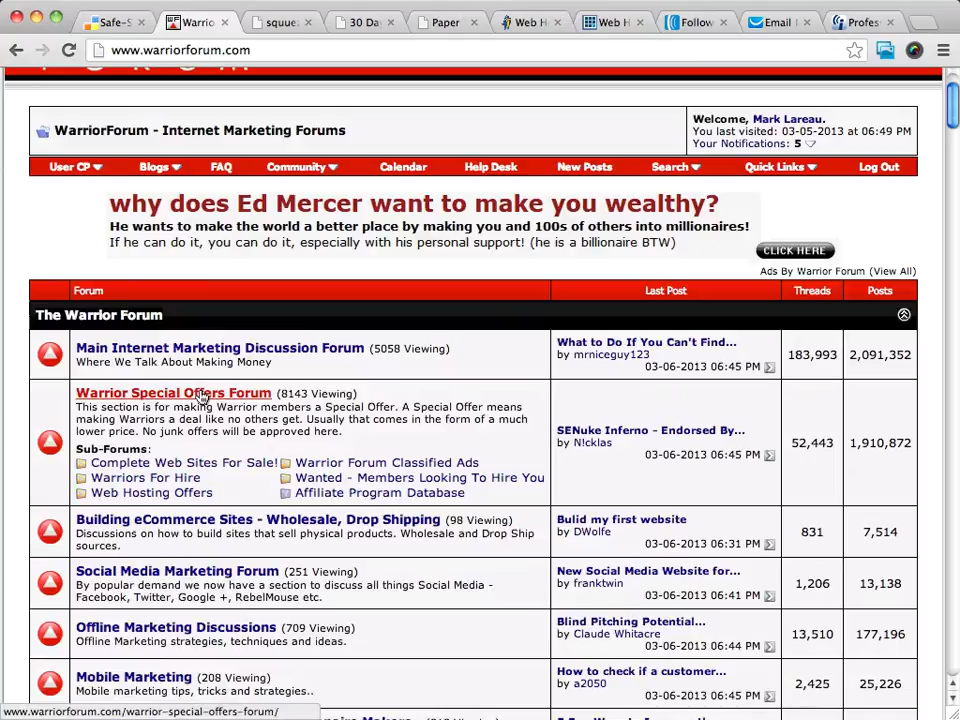 Safe-S
Warrio
squue
30 Da
Paper
Web H
Web H
Follow
Email
Profes
www.warriorforum.com
WarriorForum - Internet Marketing Forums
Welcome, Mark Lareau.
You last visited: 03-05-2013 at 06:49 PM
Your Notifications: 5
User CP Blogs FAQ Community Calendar Help Desk New Posts Search Quick Links Log Out
why does Ed Mercer want to make you wealthy?
He wants to make the world a better place by making you and 100s of others into millionaires!
If he can do it, you can do it, especially with his personal support! (he is a billionaire BTW)
CLICK HERE
Ads By Warrior Forum (View All)
Forum Last Post Threads Posts
The Warrior Forum
Main Internet Marketing Discussion Forum (5058 Viewing)
Where We Talk About Making Money
What to Do If You Can't Find...
by mrniceguy123
03-06-2013 06:45 PM
183,993 2,091,352
Warrior Special Offers Forum (8143 Viewing)
This section is for making Warrior members a Special Offer. A Special Offer means
making Warriors a deal like no others get. Usually that comes in the form of a much
lower price. No junk offers will be approved here.
Sub-Forums:
Complete Web Sites For Sale! Warrior Forum Classified Ads
Warriors For Hire Wanted - Members Looking To Hire You
Web Hosting Offers Affiliate Program Database
SENuke Inferno - Endorsed By...
by N!cklas
03-06-2013 06:45 PM
52,443 1,910,872
Building eCommerce Sites - Wholesale, Drop Shipping (98 Viewing)
Discussions on how to build sites that sell physical products. Wholesale and Drop Ship
sources.
Bulid my first website
by DWolfe
03-06-2013 06:31 PM
831 7,514
Social Media Marketing Forum (251 Viewing)
By popular demand we now have a section to discuss all things Social Media -
Facebook, Twitter, Google +, RebelMouse etc.
New Social Media Website for...
by franktwin
03-06-2013 06:41 PM
1,206 13,138
Offline Marketing Discussions (709 Viewing)
Offline Marketing strategies, techniques and ideas.
Blind Pitching Potential...
by Claude Whitacre
03-06-2013 06:44 PM
13,510 177,196
Mobile Marketing (208 Viewing)
Mobile marketing tips, tricks and strategies..
How to check if a customer...
by a2050
03-06-2013 06:45 PM
2,425 25,226
www.warriorforum.com/warrior-special-offers-forum/